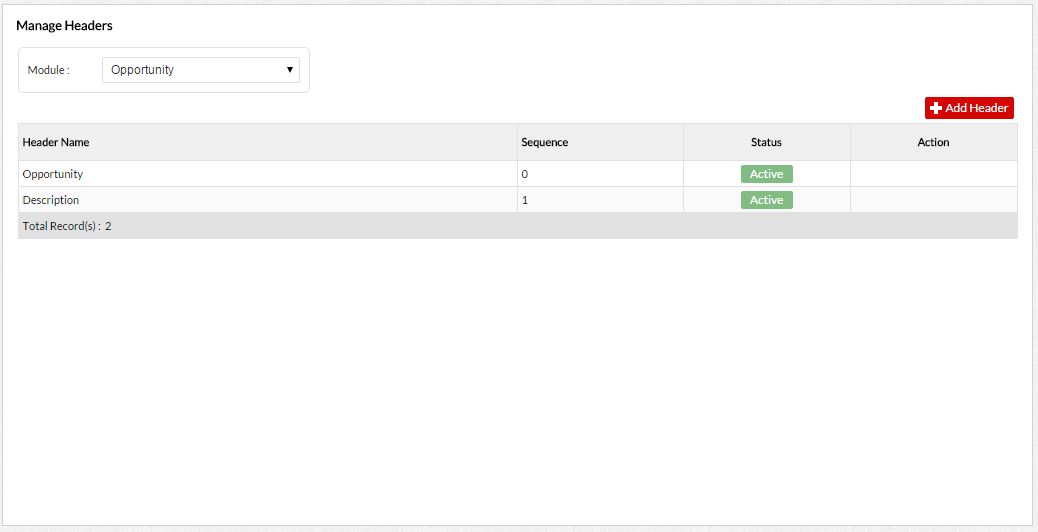 Manage Headers
Module : Opportunity
Add Header
Header Name Sequence Status Action
Opportunity 0 Active
Description 1 Active
Total Record(s) : 2